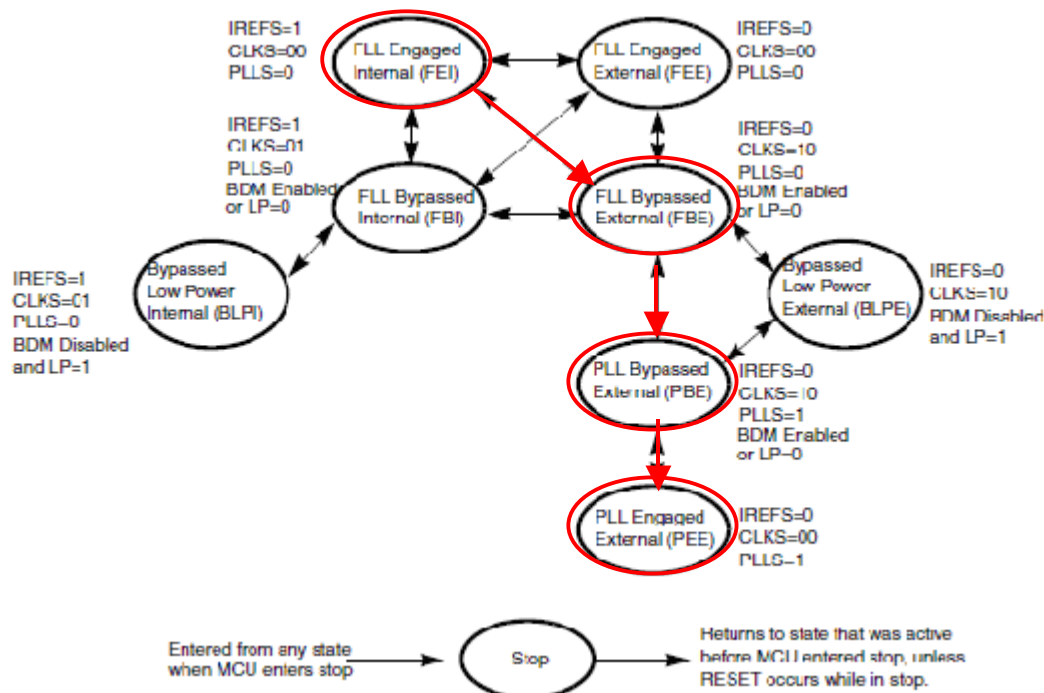 IREFS=1
CLKS=00
PLLS=0
FLL Engaged
Internal (FEI)
FLL Engaged
External (FEE)
IREFS=0
CLKS=00
PLLS=0
IREFS=1
CLKS=01
PLLS=0
BDM Enabled
or LP=0
FLL Bypassed
Internal (FBI)
FLL Bypassed
External (FBE)
IREFS=0
CLKS=10
PLLS=0
BDM Enabled
or LP=0
IREFS=1
CLKS=01
PLLS=0
BDM Disabled
and LP=1
Bypassed
Low Power
Internal (BLPI)
Bypassed
Low Power
External (BLPE)
IREFS=0
CLKS=10
BDM Disabled
and LP=1
PLL Bypassed
External (PBE)
IREFS=0
CLKS=10
PLLS=1
BDM Enabled
or LP=0
PLL Engaged
External (PEE)
IREFS=0
CLKS=00
PLLS=1
Entered from any state
when MCU enters stop
Stop
Returns to state that was active
before MCU entered stop, unless
RESET occurs while in stop.